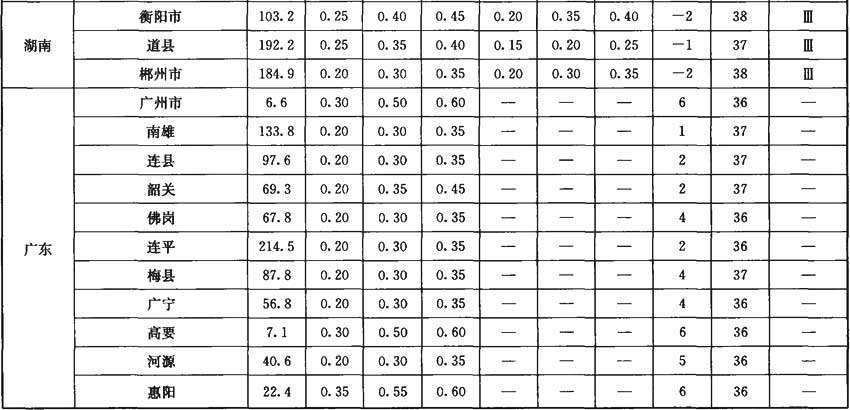 湖南 衡阳市 103.2 0.25 0.40 0.45 0.20 0.35 0.40 －2 38 Ⅲ
道县 192.2 0.25 0.35 0.40 0.15 0.20 0.25 －1 37 Ⅲ
郴州市 184.9 0.20 0.30 0.35 0.20 0.30 0.35 －2 38 Ⅲ
广东 广州市 6.6 0.30 0.50 0.60 — — — 6 36 —
南雄 133.8 0.20 0.30 0.35 — — — 1 37 —
连县 97.6 0.20 0.30 0.35 — — — 2 37 —
韶关 69.3 0.20 0.35 0.45 — — — 2 37 —
佛岗 67.8 0.20 0.30 0.35 — — — 4 36 —
连平 214.5 0.20 0.30 0.35 — — — 2 36 —
梅县 87.8 0.20 0.30 0.35 — — — 4 37 —
广宁 56.8 0.20 0.30 0.35 — — — 4 36 —
高要 7.1 0.30 0.50 0.60 — — — 6 36 —
河源 40.6 0.20 0.30 0.35 — — — 5 36 —
惠阳 22.4 0.35 0.55 0.60 — — — 6 36 —